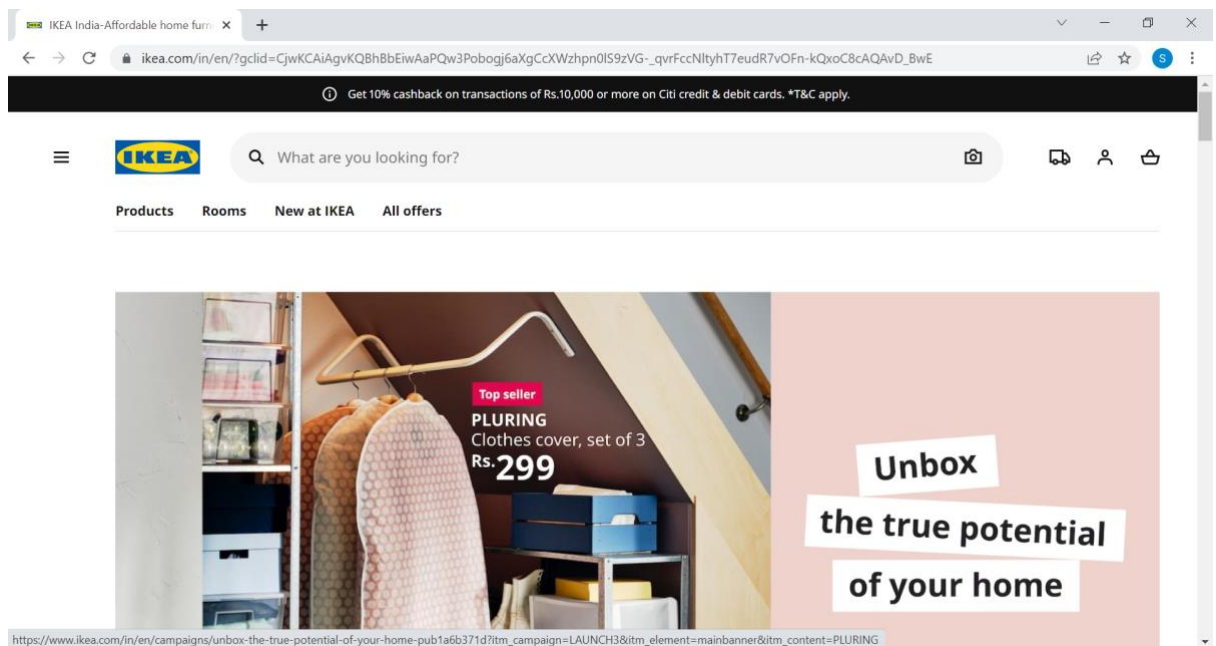 IKEA India-Affordable home furn
ikea.com/in/en/?gclid=CjwKCAiAgvKQBhBbEiwAaPQw3Pobogj6aXgCcXWzhpn0lS9zVG-_qvrFccNltyhT7eudR7vOFn-kQxoC8cAQAvD_BwE
S
Get 10% cashback on transactions of Rs.10,000 or more on Citi credit & debit cards. *T&C apply.
IKEA
What are you looking for?
Products Rooms New at IKEA All offers
Top seller
PLURING
Clothes cover, set of 3
Rs.299
Unbox
the true potential
of your home
https://www.ikea.com/in/en/campaigns/unbox-the-true-potential-of-your-home-pub1a6b371d?itm_campaign=LAUNCH3&itm_element=mainbanner&itm_content=PLURING